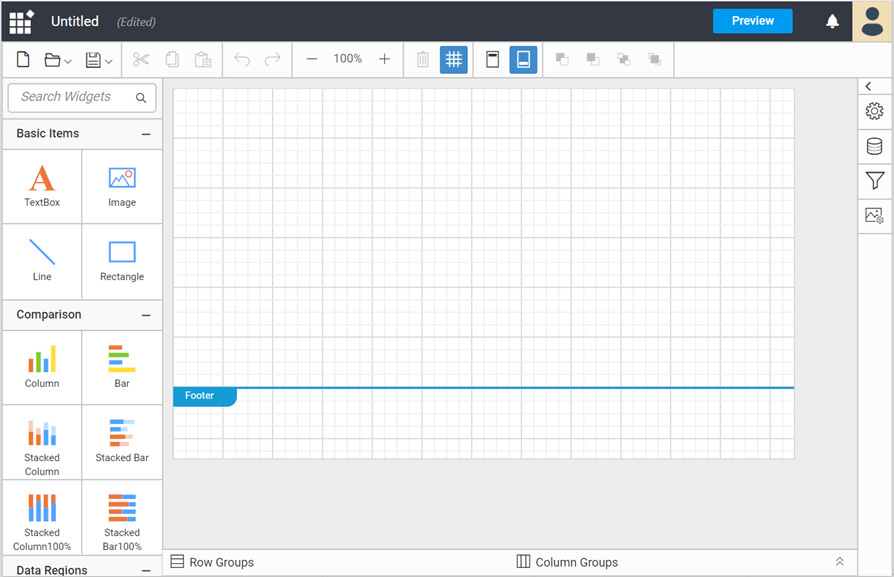 Untitled (Edited)
Preview
100%
Search Widgets
Basic Items
TextBox
Image
Line
Rectangle
Comparison
Column
Bar
Stacked
Column
Stacked Bar
Stacked
Column100%
Stacked
Bar100%
Data Regions
Footer
Row Groups
Column Groups